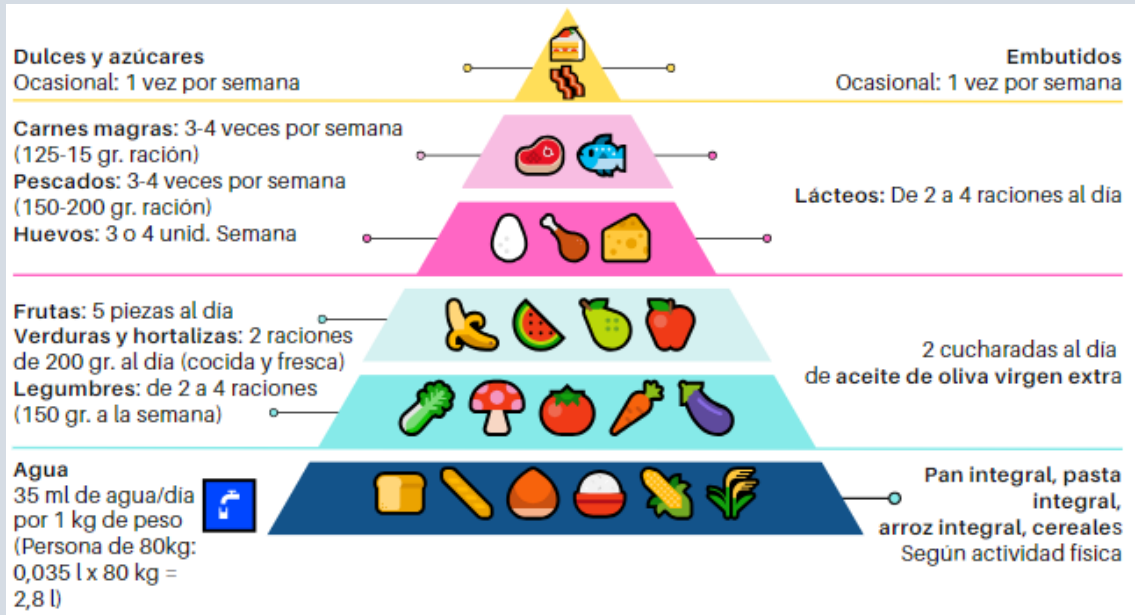 Dulces y azúcares
Ocasional: 1 vez por semana
Embutidos
Ocasional: 1 vez por semana
Carnes magras: 3-4 veces por semana
(125-15 gr. ración)
Pescados: 3-4 veces por semana
(150-200 gr. ración)
Huevos: 3 o 4 unid. Semana
Lácteos: De 2 a 4 raciones al día
Frutas: 5 piezas al día
Verduras y hortalizas: 2 raciones
de 200 gr. al día (cocida y fresca)
Legumbres: de 2 a 4 raciones
(150 gr. a la semana)
2 cucharadas al día
de aceite de oliva virgen extra
Agua
35 ml de agua/día
por 1 kg de peso
(Persona de 80kg:
0,035 l x 80 kg =
2,8 l)
Pan integral, pasta
integral,
arroz integral, cereales
Según actividad física